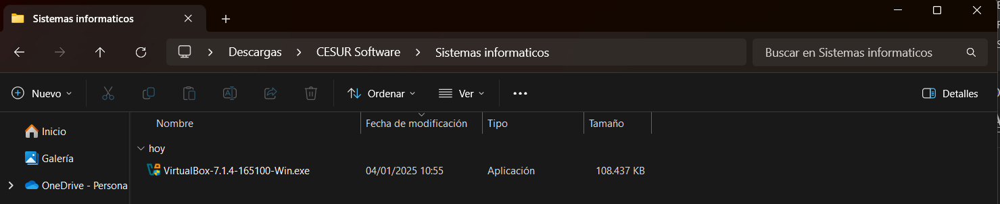 Sistemas informaticos
Descargas > CESUR Software > Sistemas informaticos
Buscar en Sistemas informaticos
Nuevo
Ordenar
Ver
Detalles
Nombre Fecha de modificación Tipo Tamaño
Inicio
hoy
Galería
VirtualBox-7.1.4-165100-Win.exe 04/01/2025 10:55 Aplicación 108.437 KB
OneDrive - Persona